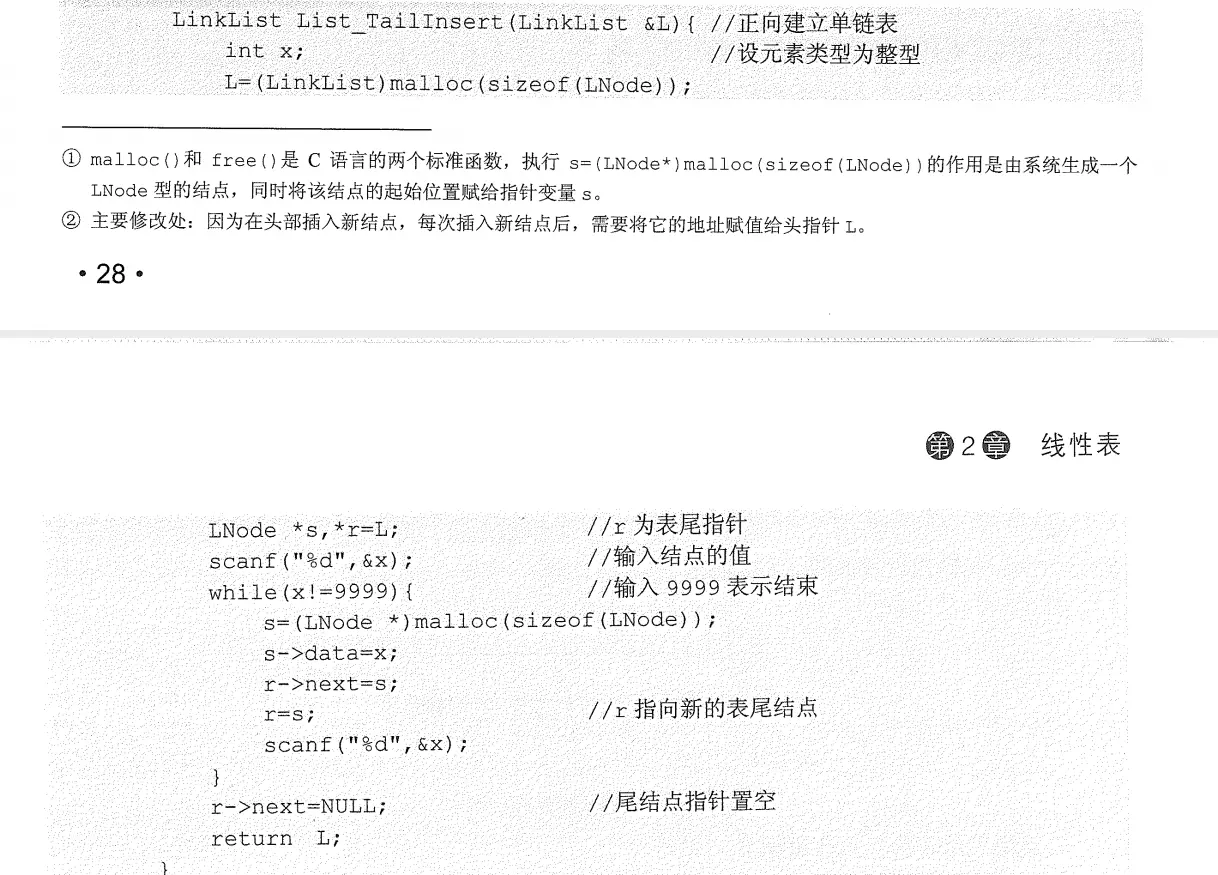 LinkList List_TailInsert(LinkList &L){ //正向建立单链表
int x; //设元素类型为整型
L=(LinkList)malloc(sizeof(LNode));
① malloc()和 free()是 C 语言的两个标准函数，执行 s=(LNode*)malloc(sizeof(LNode))的作用是由系统生成一个
LNode 型的结点，同时将该结点的起始位置赋给指针变量 s。
② 主要修改处：因为在头部插入新结点，每次插入新结点后，需要将它的地址赋值给头指针 L。
·28·
第2章 线性表
LNode *s,*r=L; //r 为表尾指针
scanf("%d",&x); //输入结点的值
while(x!=9999){ //输入 9999 表示结束
s=(LNode *)malloc(sizeof(LNode));
s->data=x;
r->next=s;
r=s; //r 指向新的表尾结点
scanf("%d",&x);
}
r->next=NULL; //尾结点指针置空
return L;
}